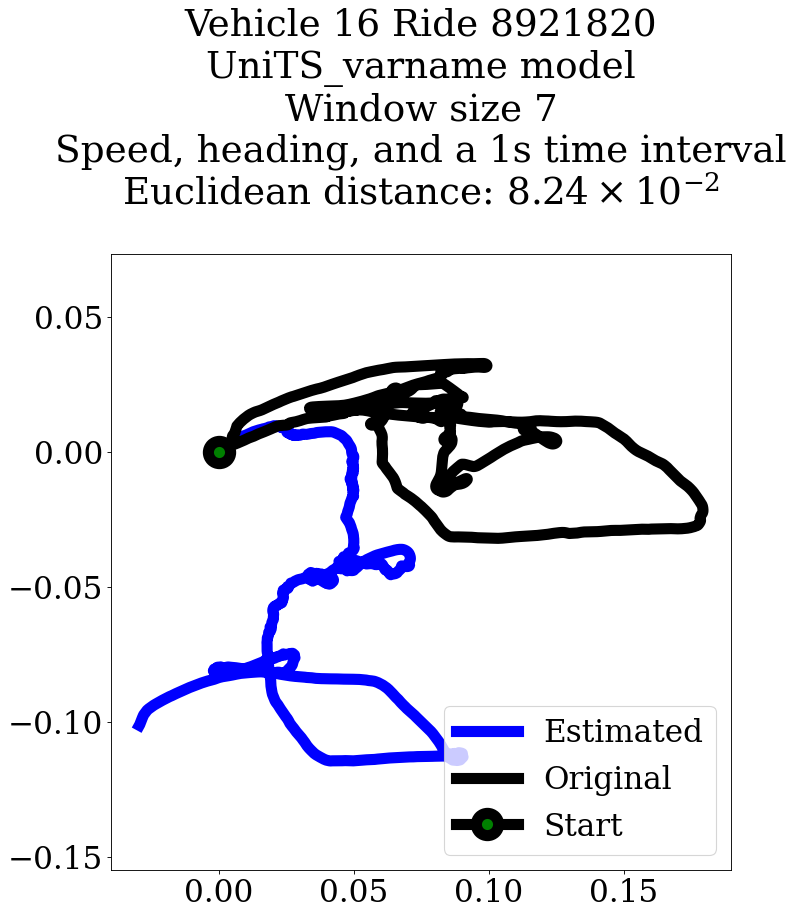 Vehicle 16 Ride 8921820
UniTS_varname model
Window size 7
Speed, heading, and a 1s time interval
Euclidean distance: 8.24 × 10⁻²
0.05
0.00
−0.05
−0.10
−0.15
Estimated
Original
Start
0.00 0.05 0.10 0.15